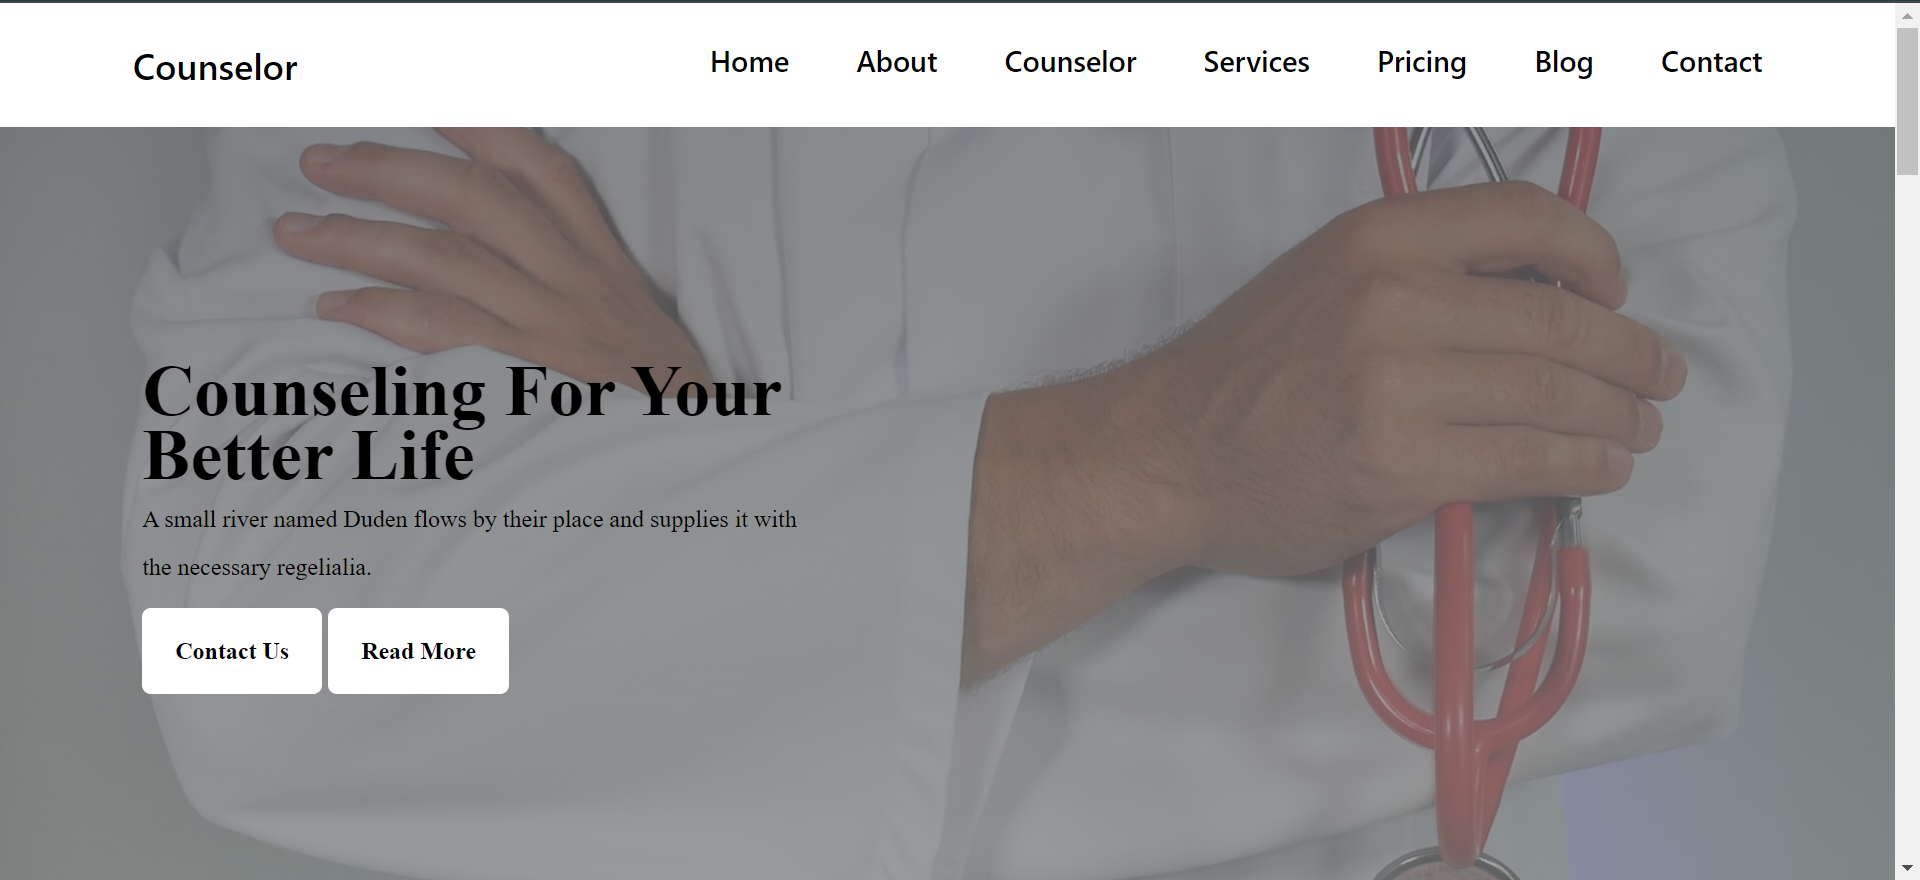 Counselor
Home About Counselor Services Pricing Blog Contact
Counseling For Your
Better Life
A small river named Duden flows by their place and supplies it with
the necessary regelialia.
Contact Us Read More